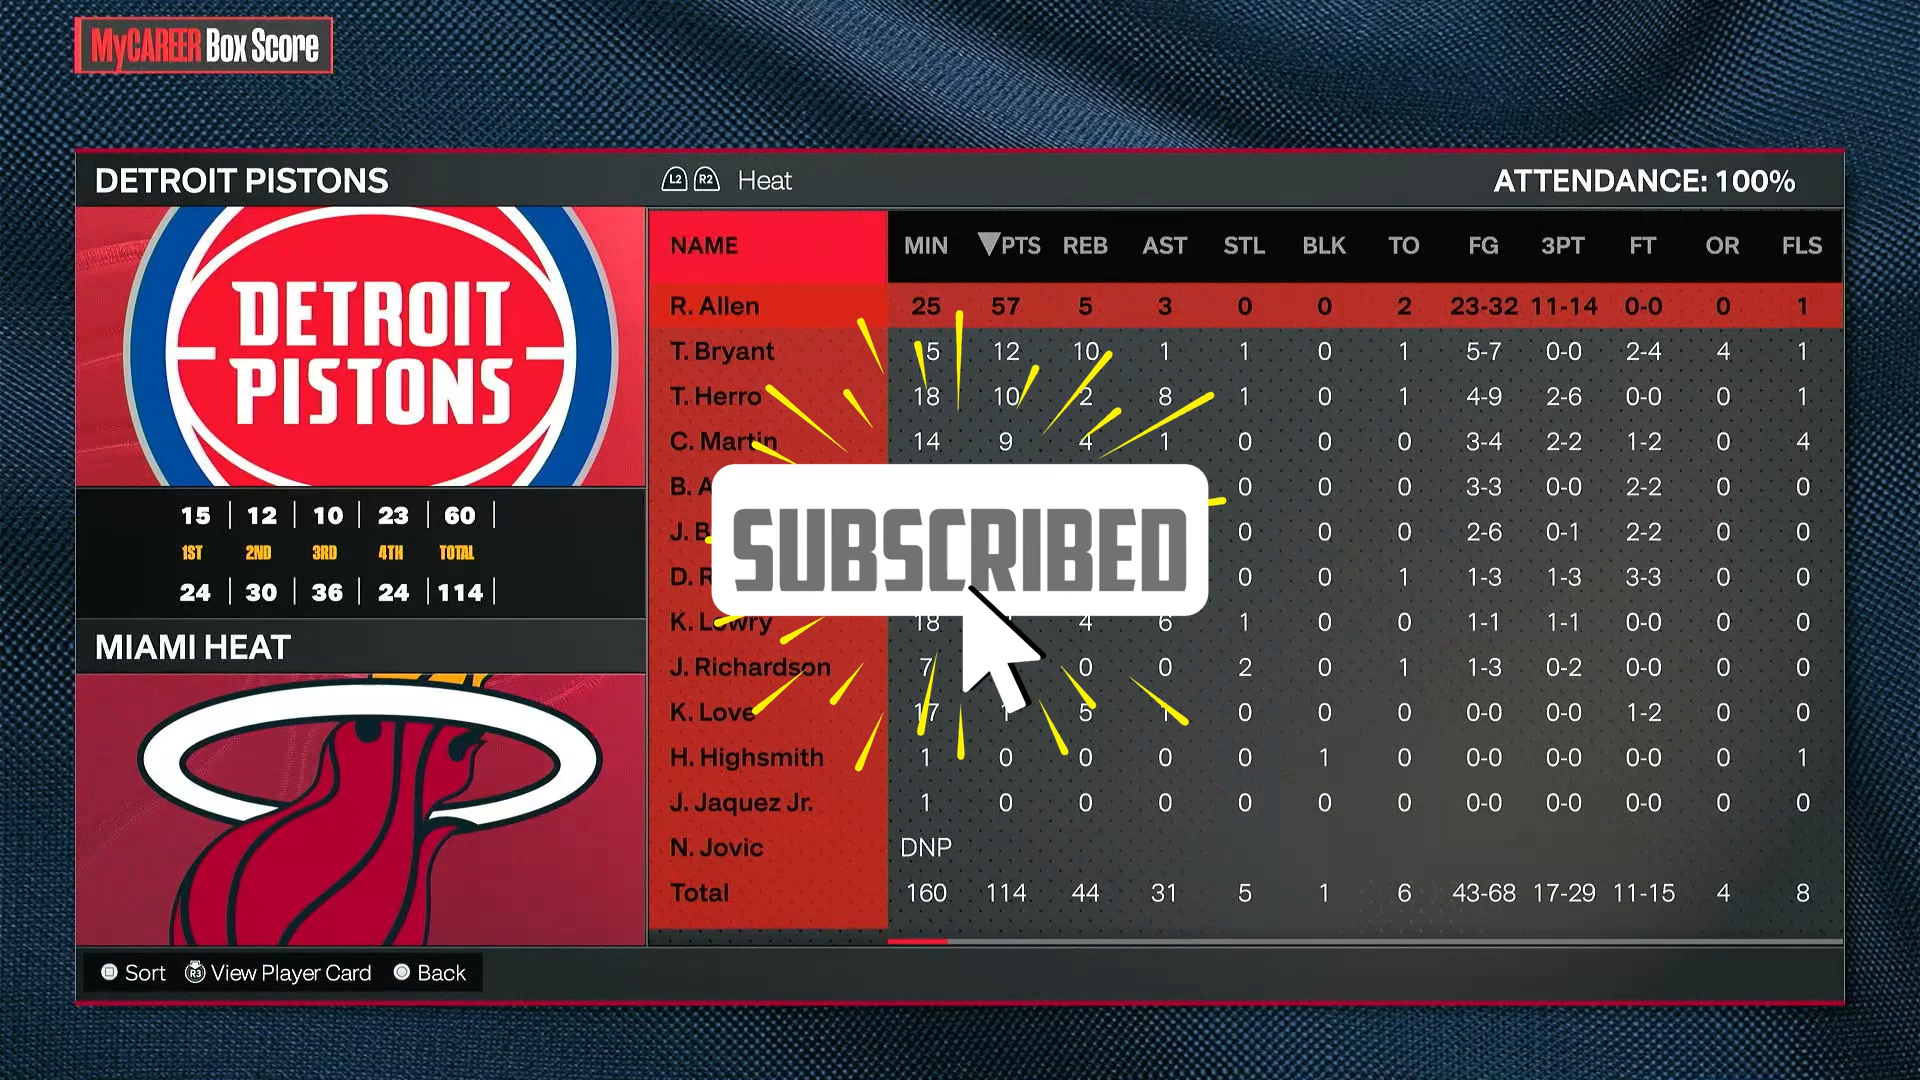 MyCAREER Box Score
DETROIT PISTONS
L2 R2 Heat
ATTENDANCE: 100%
DETROIT
PISTONS
15 12 10 23 60
1ST 2ND 3RD 4TH TOTAL
24 30 36 24 114
MIAMI HEAT
NAME MIN PTS REB AST STL BLK TO FG 3PT FT OR FLS
R. Allen 25 57 5 3 0 0 2 23-32 11-14 0-0 0 1
T. Bryant 15 12 10 1 1 0 1 5-7 0-0 2-4 4 1
T. Herro 18 10 2 8 1 0 1 4-9 2-6 0-0 0 1
C. Martin 14 9 4 1 0 0 0 3-4 2-2 1-2 0 4
B. 0 0 0 3-3 0-0 2-2 0 0
J. 0 0 0 2-6 0-1 2-2 0 0
D. 0 0 1 1-3 1-3 3-3 0 0
SUBSCRIBED
K. Lowry 18 4 6 1 0 0 1-1 1-1 0-0 0 0
J. Richardson 7 0 0 2 0 1 1-3 0-2 0-0 0 0
K. Love 17 1 5 1 0 0 0 0-0 0-0 1-2 0 0
H. Highsmith 1 0 0 0 0 1 0 0-0 0-0 0-0 0 1
J. Jaquez Jr. 1 0 0 0 0 0 0 0-0 0-0 0-0 0 0
N. Jovic DNP
Total 160 114 44 31 5 1 6 43-68 17-29 11-15 4 8
Sort R3 View Player Card Back